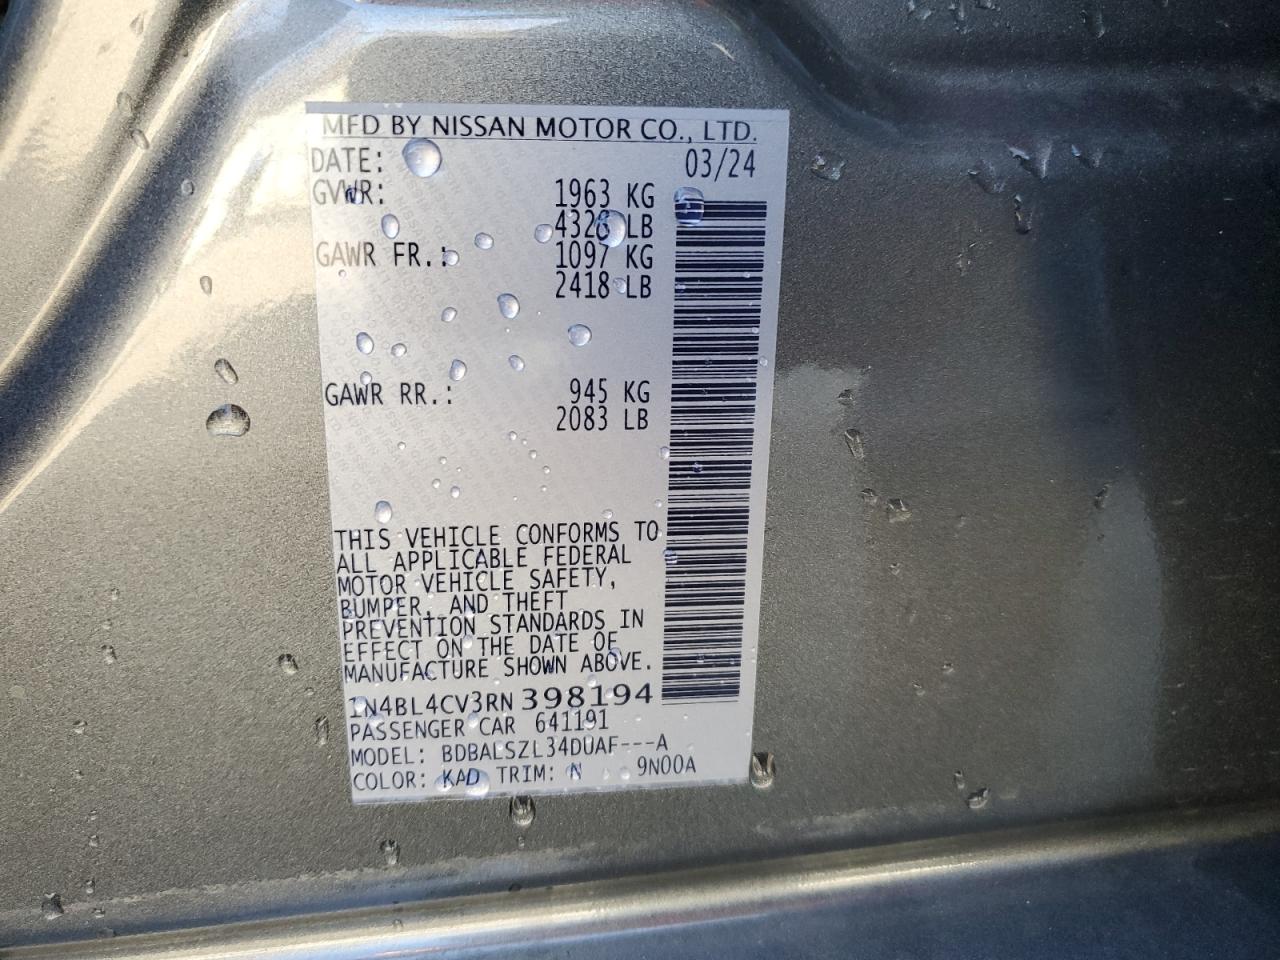 MFD BY NISSAN MOTOR CO., LTD.
DATE: 03/24
GVWR: 1963 KG
4328 LB
GAWR FR.: 1097 KG
2418 LB
GAWR RR.: 945 KG
2083 LB
THIS VEHICLE CONFORMS TO
ALL APPLICABLE FEDERAL
MOTOR VEHICLE SAFETY,
BUMPER, AND THEFT
PREVENTION STANDARDS IN
EFFECT ON THE DATE OF
MANUFACTURE SHOWN ABOVE.
1N4BL4CV3RN398194
PASSENGER CAR 641191
MODEL: BDBALSZL34DUAF---A
COLOR: KAD TRIM: N 9N00A